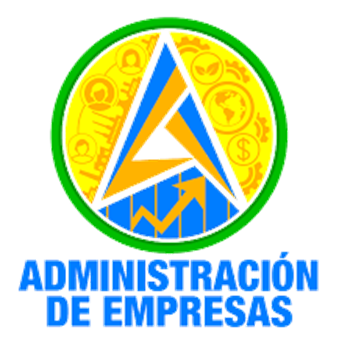 $
ADMINISTRACIÓN
DE EMPRESAS